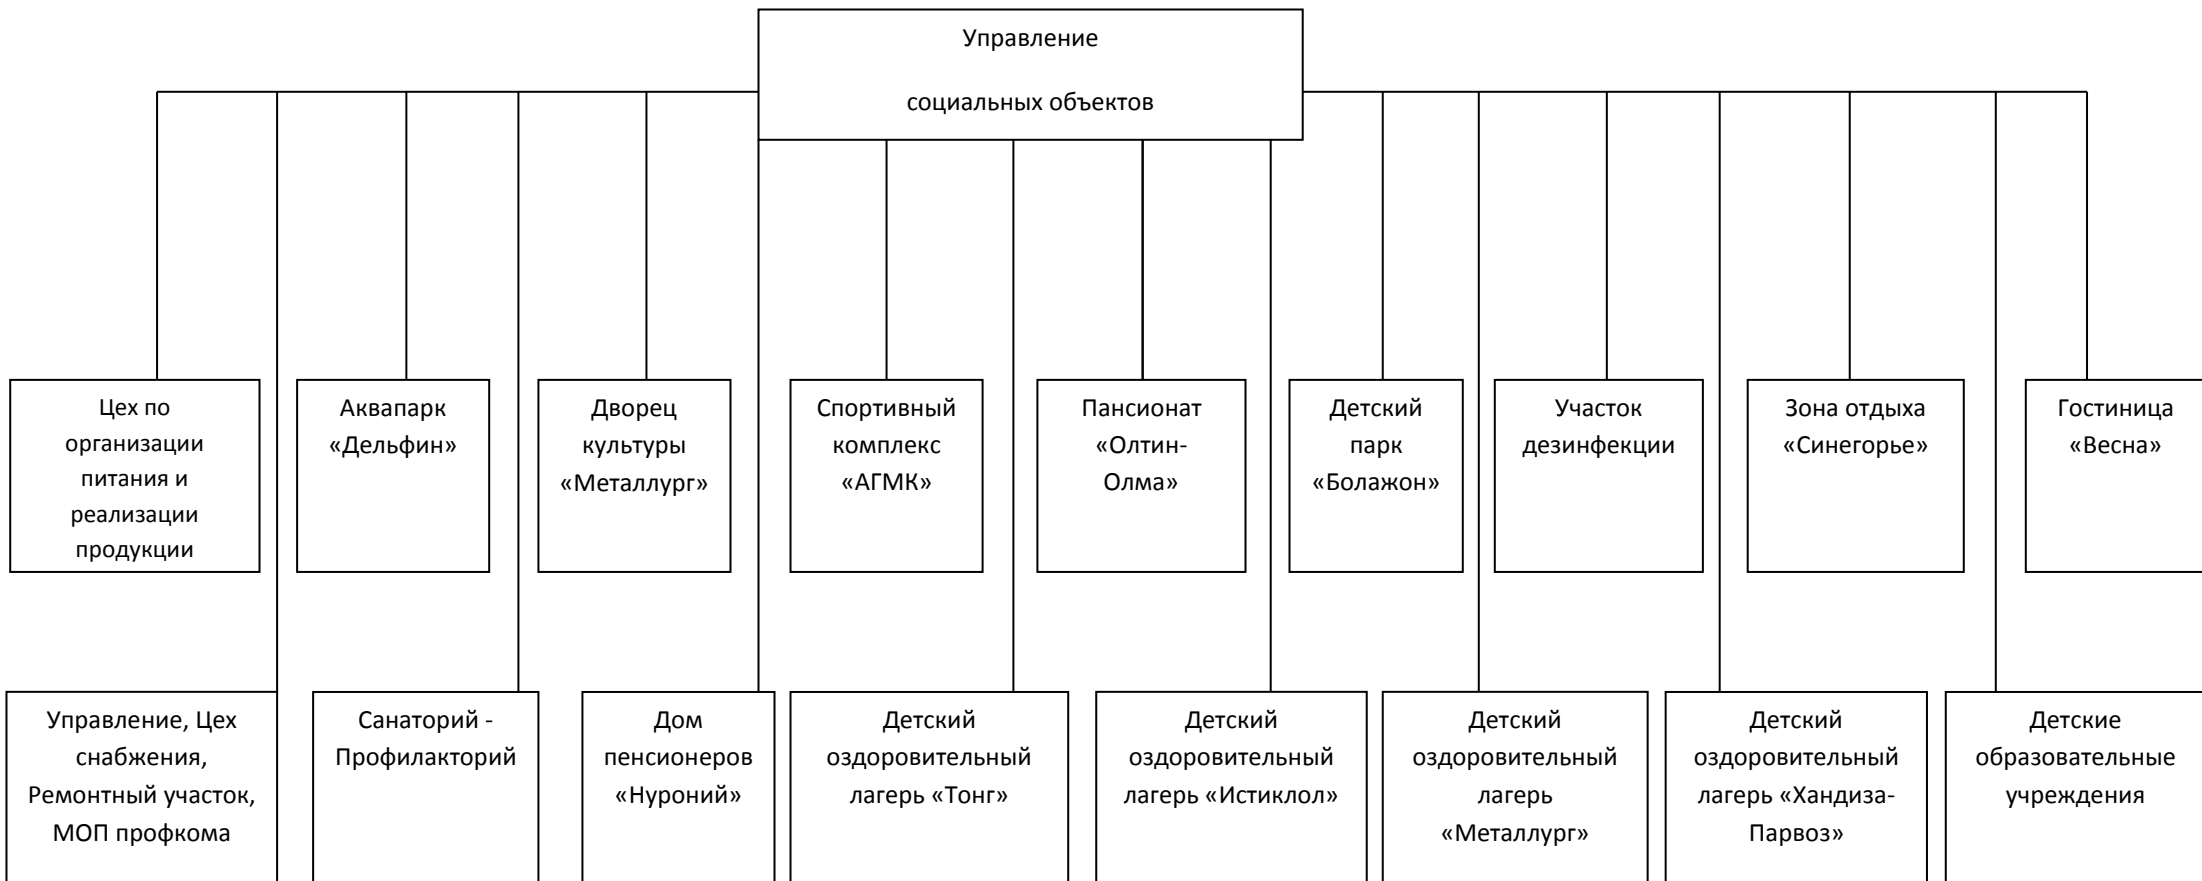 Управление
социальных объектов
Цех по
организации
питания и
реализации
продукции
Аквапарк
«Дельфин»
Дворец
культуры
«Металлург»
Спортивный
комплекс
«АГМК»
Пансионат
«Олтин-
Олма»
Детский
парк
«Болажон»
Участок
дезинфекции
Зона отдыха
«Синегорье»
Гостиница
«Весна»
Управление, Цех
снабжения,
Ремонтный участок,
МОП профкома
Санаторий -
Профилакторий
Дом
пенсионеров
«Нуроний»
Детский
оздоровительный
лагерь «Тонг»
Детский
оздоровительный
лагерь «Истиклол»
Детский
оздоровительный
лагерь
«Металлург»
Детский
оздоровительный
лагерь «Хандиза-
Парвоз»
Детские
образовательные
учреждения